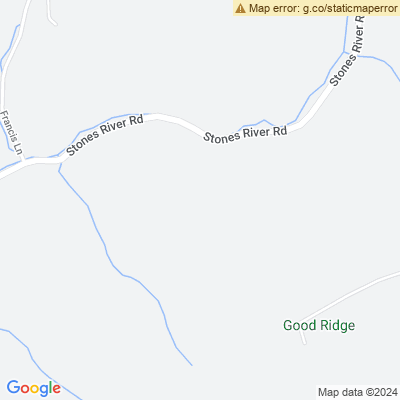 Map error: g.co/staticmaperror
Stones River Rd
Francis Ln
Stones River Rd
Stones River Rd
Good Ridge
Google
Map data ©2024